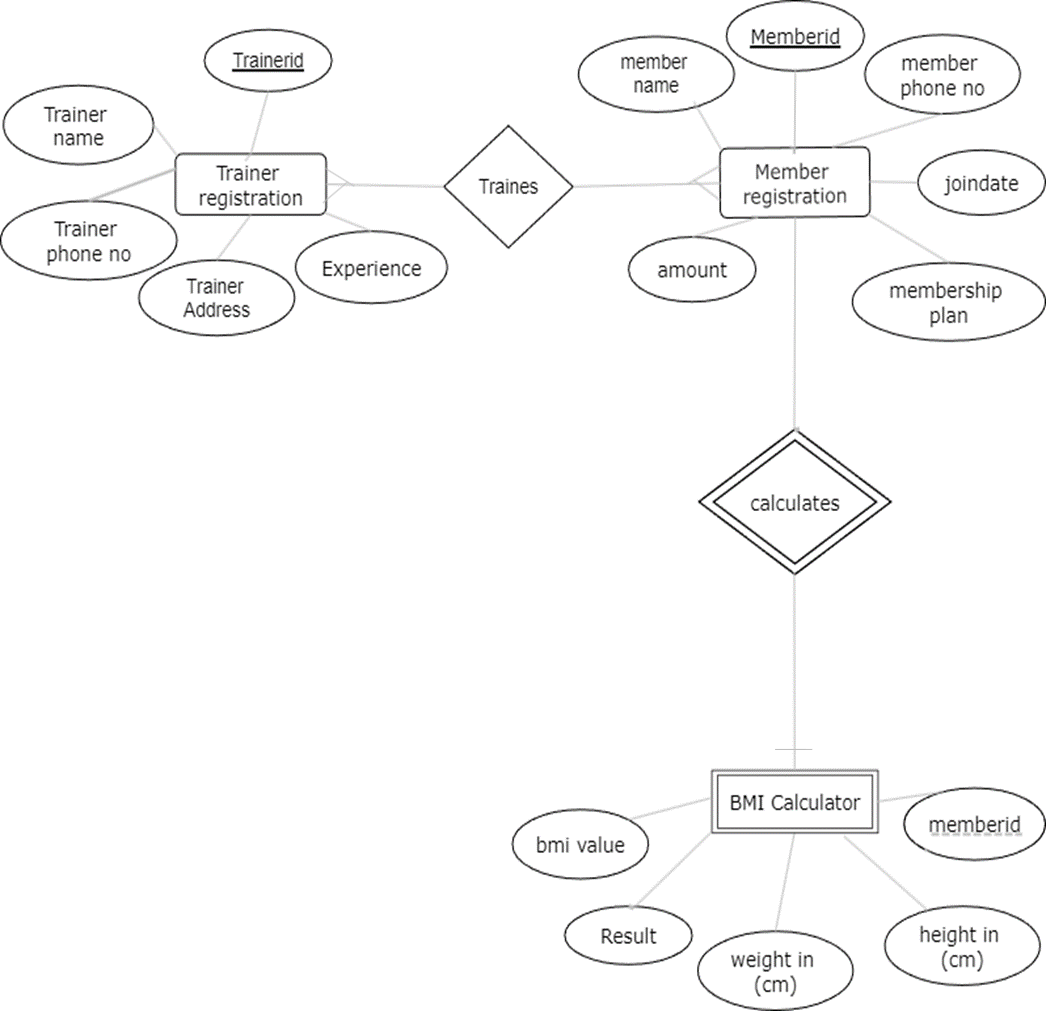 Trainerid
Trainer
name
Trainer
registration
Trainer
phone no
Trainer
Address
Experience
Traines
member
name
Memberid
member
phone no
Member
registration
joindate
amount
membership
plan
calculates
BMI Calculator
bmi value
memberid
Result
weight in
(cm)
height in
(cm)